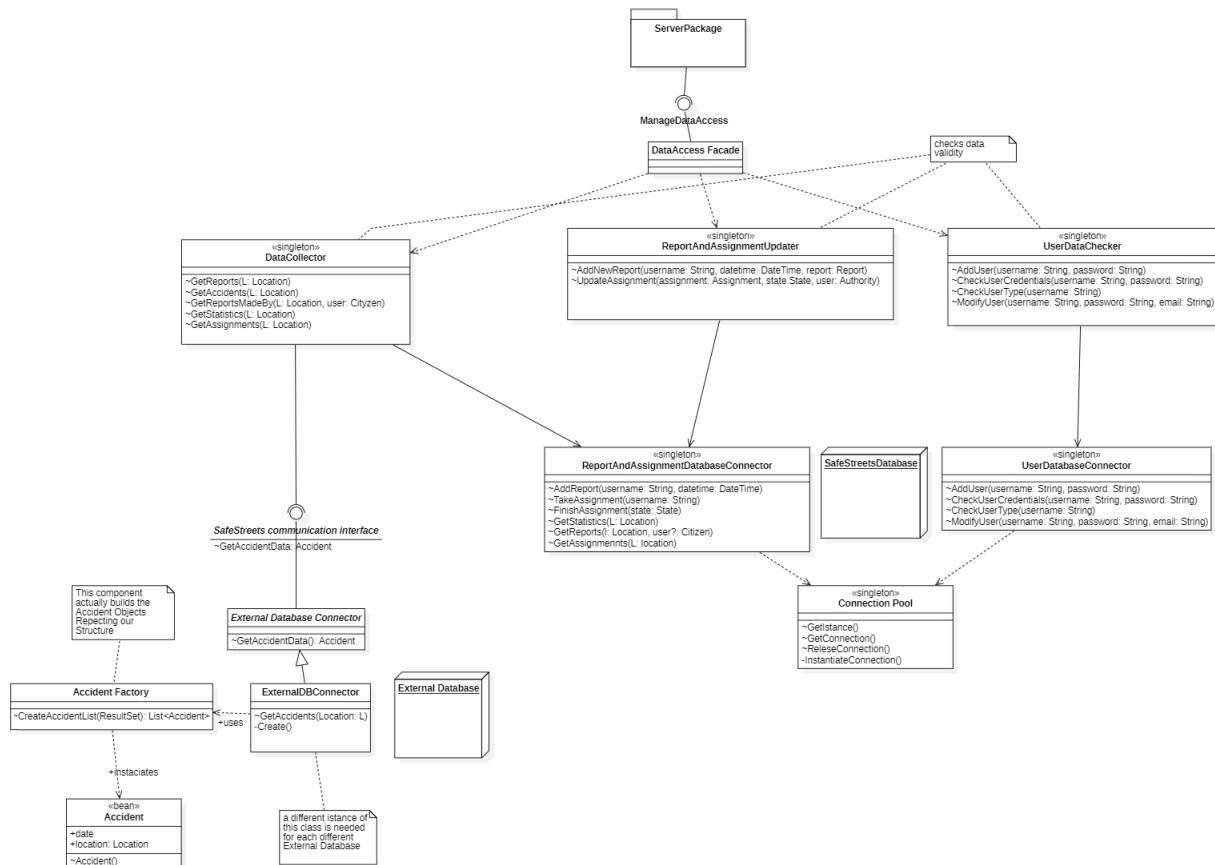 ServerPackage
ManageDataAccess
DataAccess Facade
checks data
validity
«singleton»
DataCollector
~GetReports(L: Location)
~GetAccidents(L: Location)
~GetReportsMadeBy(L: Location, user: Cityzen)
~GetStatistics(L: Location)
~GetAssignments(L: Location)
«singleton»
ReportAndAssignmentUpdater
~AddNewReport(username: String, datetime: DateTime, report: Report)
~UpdateAssignment(assignment: Assignment, state:State, user: Authority)
«singleton»
UserDataChecker
~AddUser(username: String, password: String)
~CheckUserCredentials(username: String, password: String)
~CheckUserType(username: String)
~ModifyUser(username: String, password: String, email: String)
«singleton»
ReportAndAssignmentDatabaseConnector
~AddReport(username: String, datetime: DateTime)
~TakeAssignment(username: String)
~FinishAssignment(state: State)
~GetStatistics(L: Location)
~GetReports(l: Location, user?: Citizen)
~GetAssignmennts(L: location)
SafeStreetsDatabase
«singleton»
UserDatabaseConnector
~AddUser(username: String, password: String)
~CheckUserCredentials(username: String, password: String)
~CheckUserType(username: String)
~ModifyUser(username: String, password: String, email: String)
SafeStreets communication interface
~GetAccidentData: Accident
«singleton»
Connection Pool
~GetIstance()
~GetConnection()
~ReleseConnection()
-InstantiateConnection()
This component
actually builds the
Accident Objects
Repecting our
Structure
External Database Connector
~GetAccidentData(): Accident
Accident Factory
~CreateAccidentList(ResultSet): List<Accident>
+uses
ExternalDBConnector
~GetAccidents(Location: L)
-Create()
External Database
+instaciates
«bean»
Accident
+date
+location: Location
~Accident()
a different istance of
this class is needed
for each different
External Database